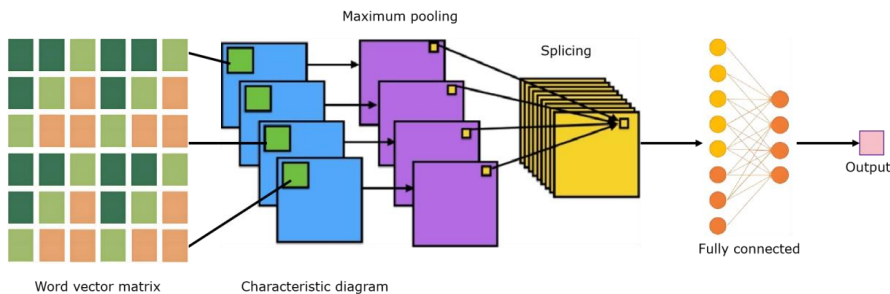 Maximum pooling
Splicing
Output
Fully connected
Word vector matrix
Characteristic diagram